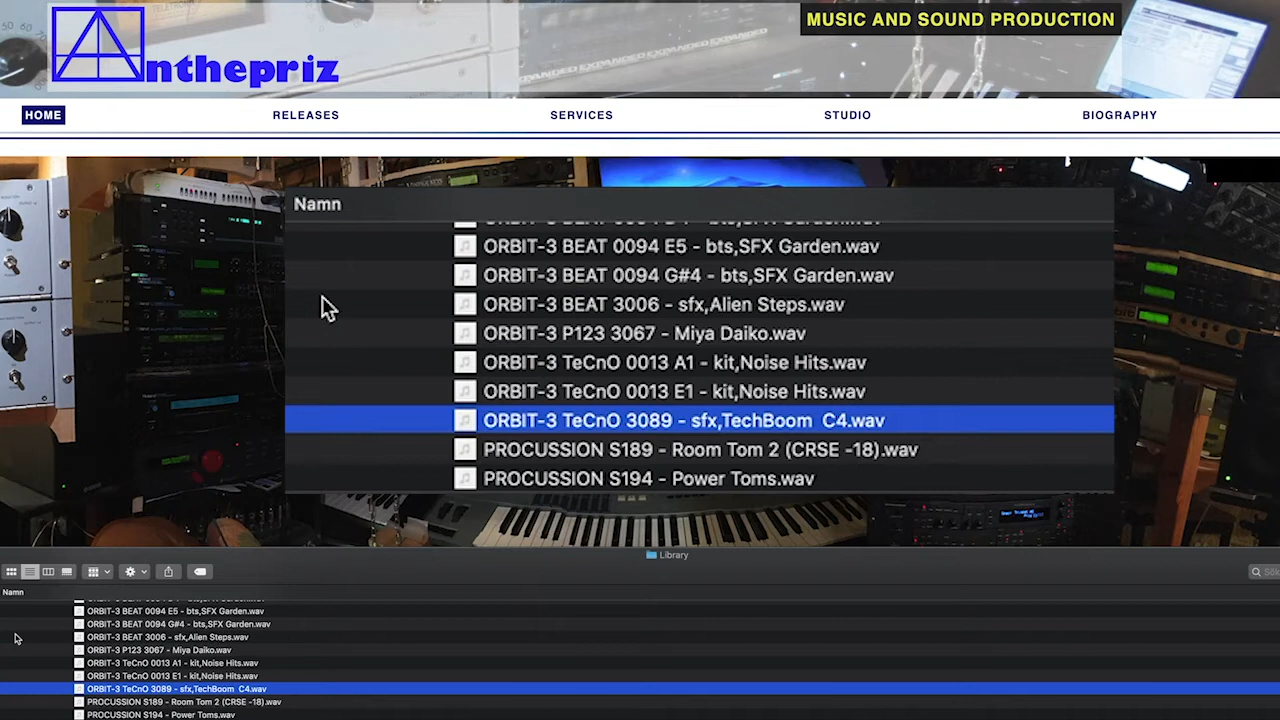 MUSIC AND SOUND PRODUCTION
Anthepriz
HOME RELEASES SERVICES STUDIO BIOGRAPHY
Namn
ORBIT-3 BEAT 0094 E5 - bts,SFX Garden.wav
ORBIT-3 BEAT 0094 G#4 - bts,SFX Garden.wav
ORBIT-3 BEAT 3006 - sfx,Alien Steps.wav
ORBIT-3 P123 3067 - Miya Daiko.wav
ORBIT-3 TeCnO 0013 A1 - kit,Noise Hits.wav
ORBIT-3 TeCnO 0013 E1 - kit,Noise Hits.wav
ORBIT-3 TeCnO 3089 - sfx,TechBoom  C4.wav
PROCUSSION S189 - Room Tom 2 (CRSE -18).wav
PROCUSSION S194 - Power Toms.wav
Library
Namn
ORBIT-3 BEAT 0094 E5 - bts,SFX Garden.wav
ORBIT-3 BEAT 0094 G#4 - bts,SFX Garden.wav
ORBIT-3 BEAT 3006 - sfx,Alien Steps.wav
ORBIT-3 P123 3067 - Miya Daiko.wav
ORBIT-3 TeCnO 0013 A1 - kit,Noise Hits.wav
ORBIT-3 TeCnO 0013 E1 - kit,Noise Hits.wav
ORBIT-3 TeCnO 3089 - sfx,TechBoom  C4.wav
PROCUSSION S189 - Room Tom 2 (CRSE -18).wav
PROCUSSION S194 - Power Toms.wav